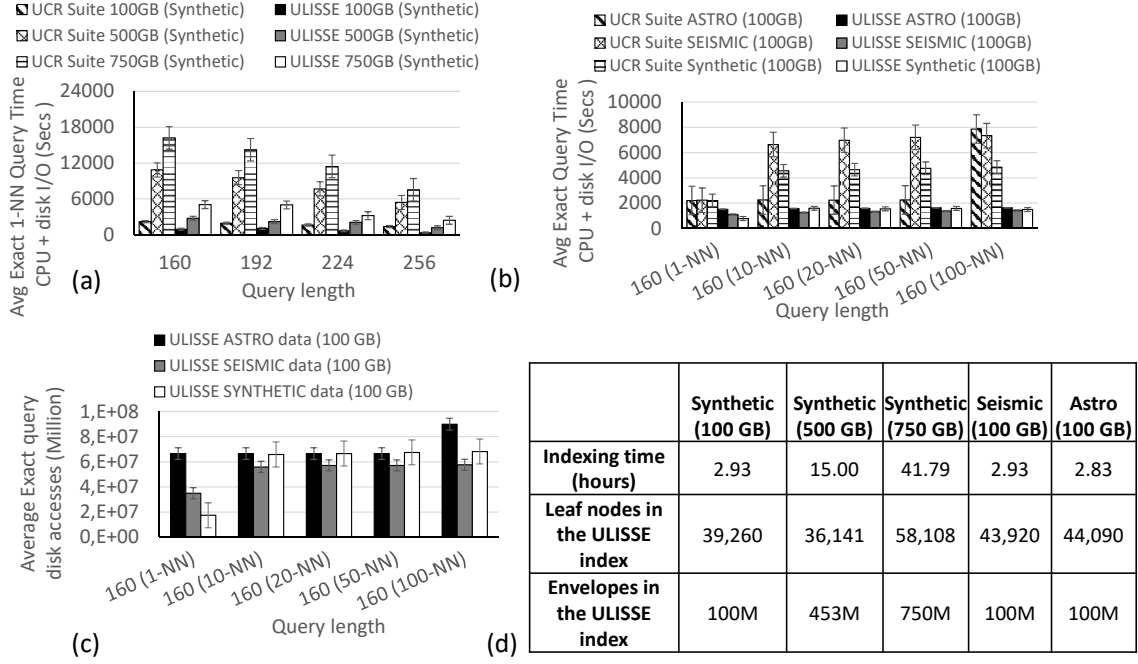 UCR Suite 100GB (Synthetic) ULISSE 100GB (Synthetic)
UCR Suite 500GB (Synthetic) ULISSE 500GB (Synthetic)
UCR Suite 750GB (Synthetic) ULISSE 750GB (Synthetic)
Avg Exact 1-NN Query Time
CPU + disk I/O (Secs )
24000
18000
12000
6000
0
160 192 224 256
Query length
(a)
UCR Suite ASTRO (100GB) ULISSE ASTRO (100GB)
UCR Suite SEISMIC (100GB) ULISSE SEISMIC (100GB)
UCR Suite Synthetic (100GB) ULISSE Synthetic (100GB)
Avg Exact Query Time
CPU + disk I/O (Secs )
10000
8000
6000
4000
2000
0
160 (1-NN) 160 (10-NN) 160 (20-NN) 160 (50-NN) 160 (100-NN)
Query length
(b)
ULISSE ASTRO data (100 GB)
ULISSE SEISMIC data (100 GB)
ULISSE SYNTHETIC data (100 GB)
Average Exact query
disk accesses (Million)
1,E+08
8,E+07
6,E+07
4,E+07
2,E+07
0,E+00
160 (1-NN) 160 (10-NN) 160 (20-NN) 160 (50-NN) 160 (100-NN)
(c)
Synthetic Synthetic Synthetic Seismic Astro
(100 GB) (500 GB) (750 GB) (100 GB) (100 GB)
Indexing time
(hours)
2.93 15.00 41.79 2.93 2.83
Leaf nodes in
the ULISSE
index
39,260 36,141 58,108 43,920 44,090
Envelopes in
the ULISSE
index
100M 453M 750M 100M 100M
(d)